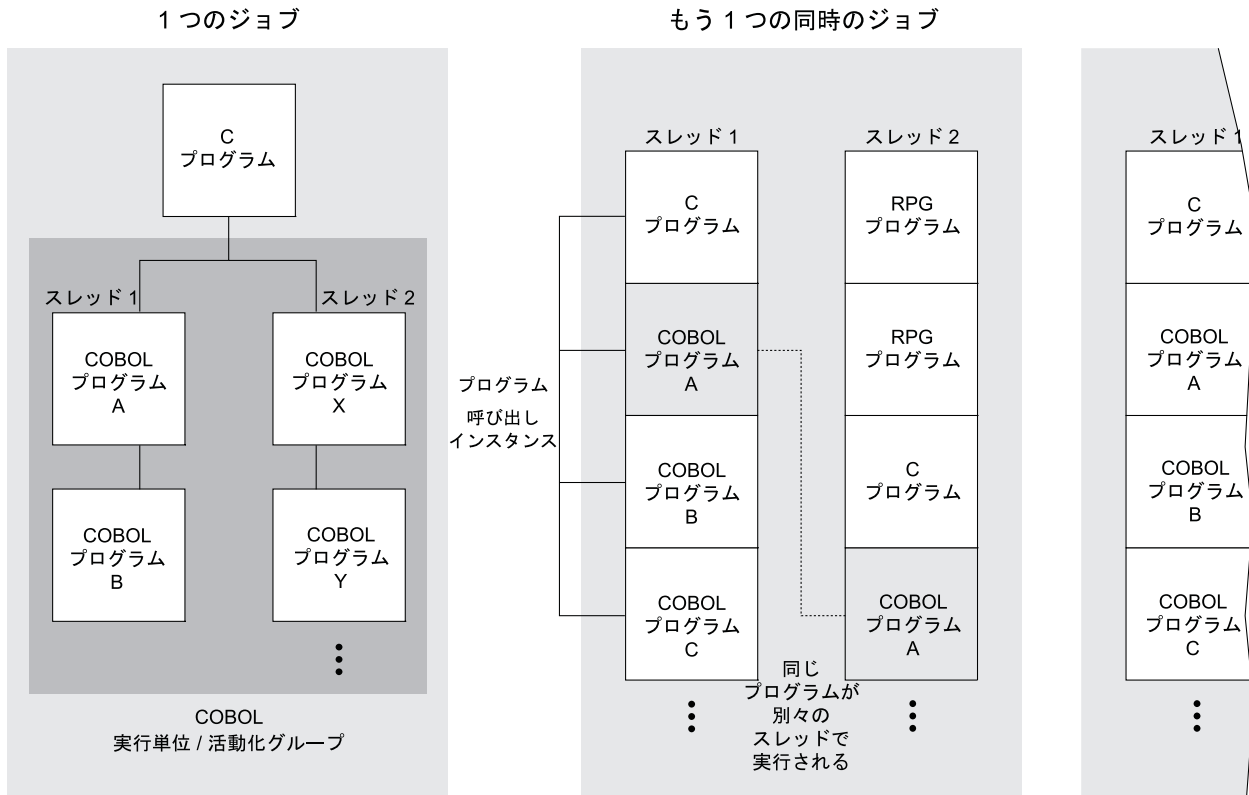 1 つのジョブ
C
プログラム
スレッド 1
スレッド 2
COBOL
プログラム
A
COBOL
プログラム
X
COBOL
プログラム
B
COBOL
プログラム
Y
COBOL
実行単位 / 活動化グループ
プログラム
呼び出し
インスタンス
もう 1 つの同時のジョブ
スレッド 1
C
プログラム
COBOL
プログラム
A
COBOL
プログラム
B
COBOL
プログラム
C
スレッド 2
RPG
プログラム
RPG
プログラム
C
プログラム
COBOL
プログラム
A
同じ
プログラムが
別々の
スレッドで
実行される
スレッド 1
C
プログラム
COBOL
プログラム
A
COBOL
プログラム
B
COBOL
プログラム
C